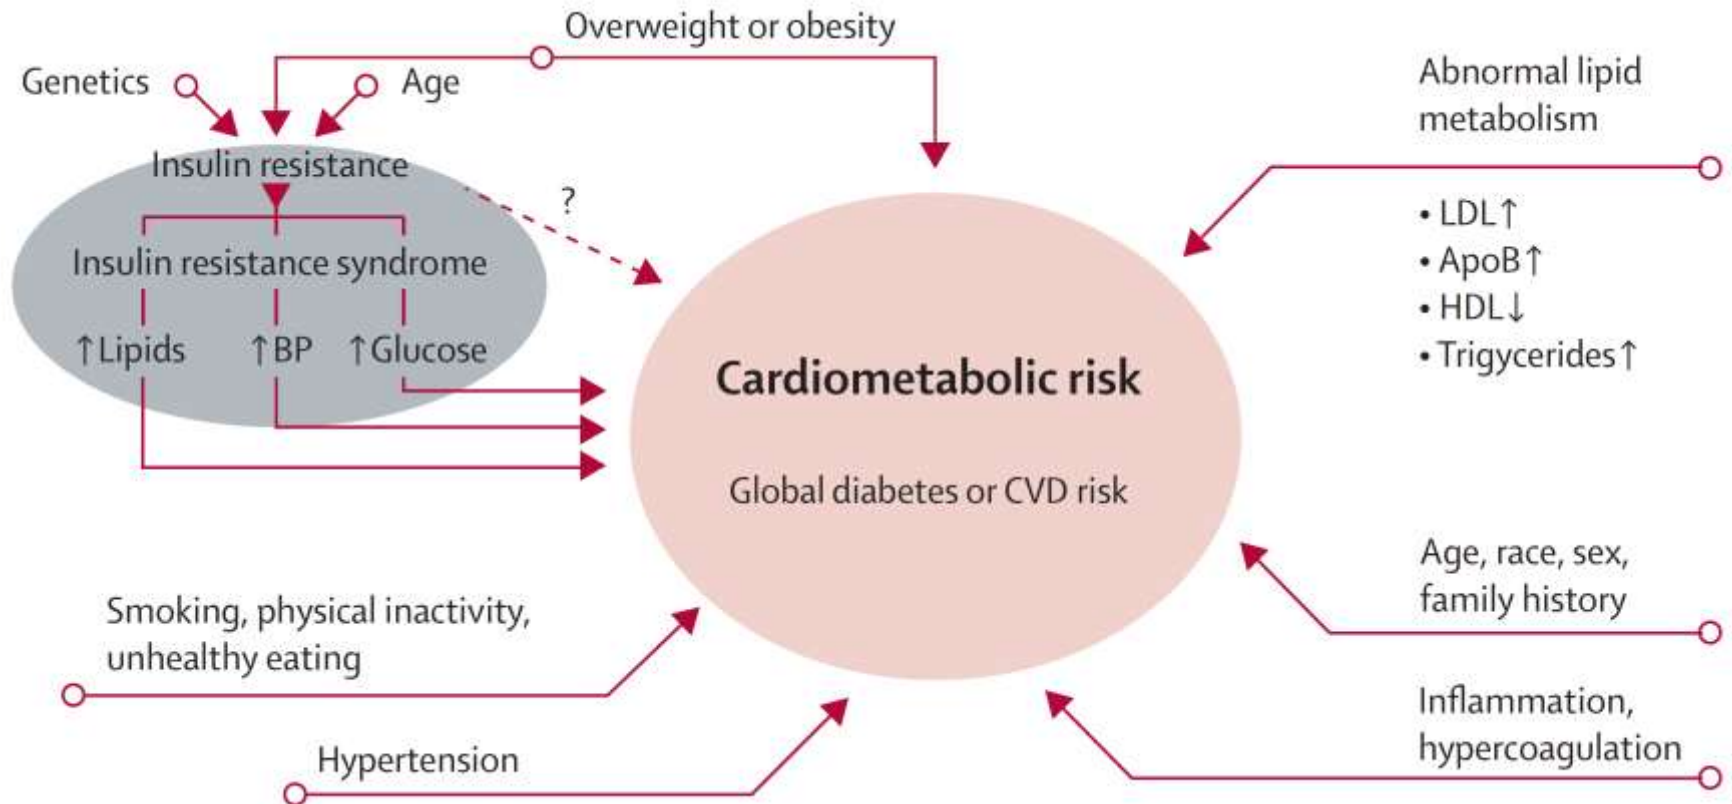 Overweight or obesity
Genetics
Age
Insulin resistance
?
Insulin resistance syndrome
↑Lipids
↑BP
↑Glucose
Cardiometabolic risk
Global diabetes or CVD risk
Abnormal lipid
metabolism
• LDL↑
• ApoB↑
• HDL↓
• Trigycerides↑
Smoking, physical inactivity,
unhealthy eating
Hypertension
Age, race, sex,
family history
Inflammation,
hypercoagulation